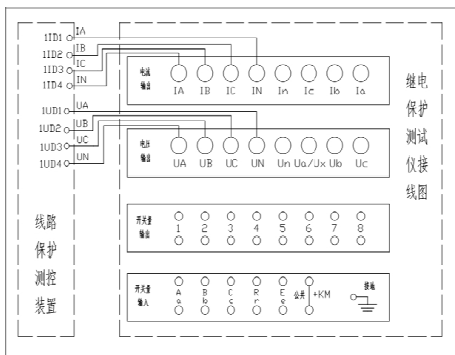 1ID1 IA
1ID2 IB
1ID3 IC
1ID4 IN
电流
输出
IA IB IC IN In Ic Ib Ia
1UD1 UA
1UD2 UB
1UD3 UC
1UD4 UN
电压
输出
UA UB UC UN Un Ua/Ux Ub Uc
开关量
输出
1 2 3 4 5 6 7 8
开关量
输入
A B C R E 公共 +KM 接地
a b c r e
线路
保护
测控
装置
继电
保护
测试
仪接
线图